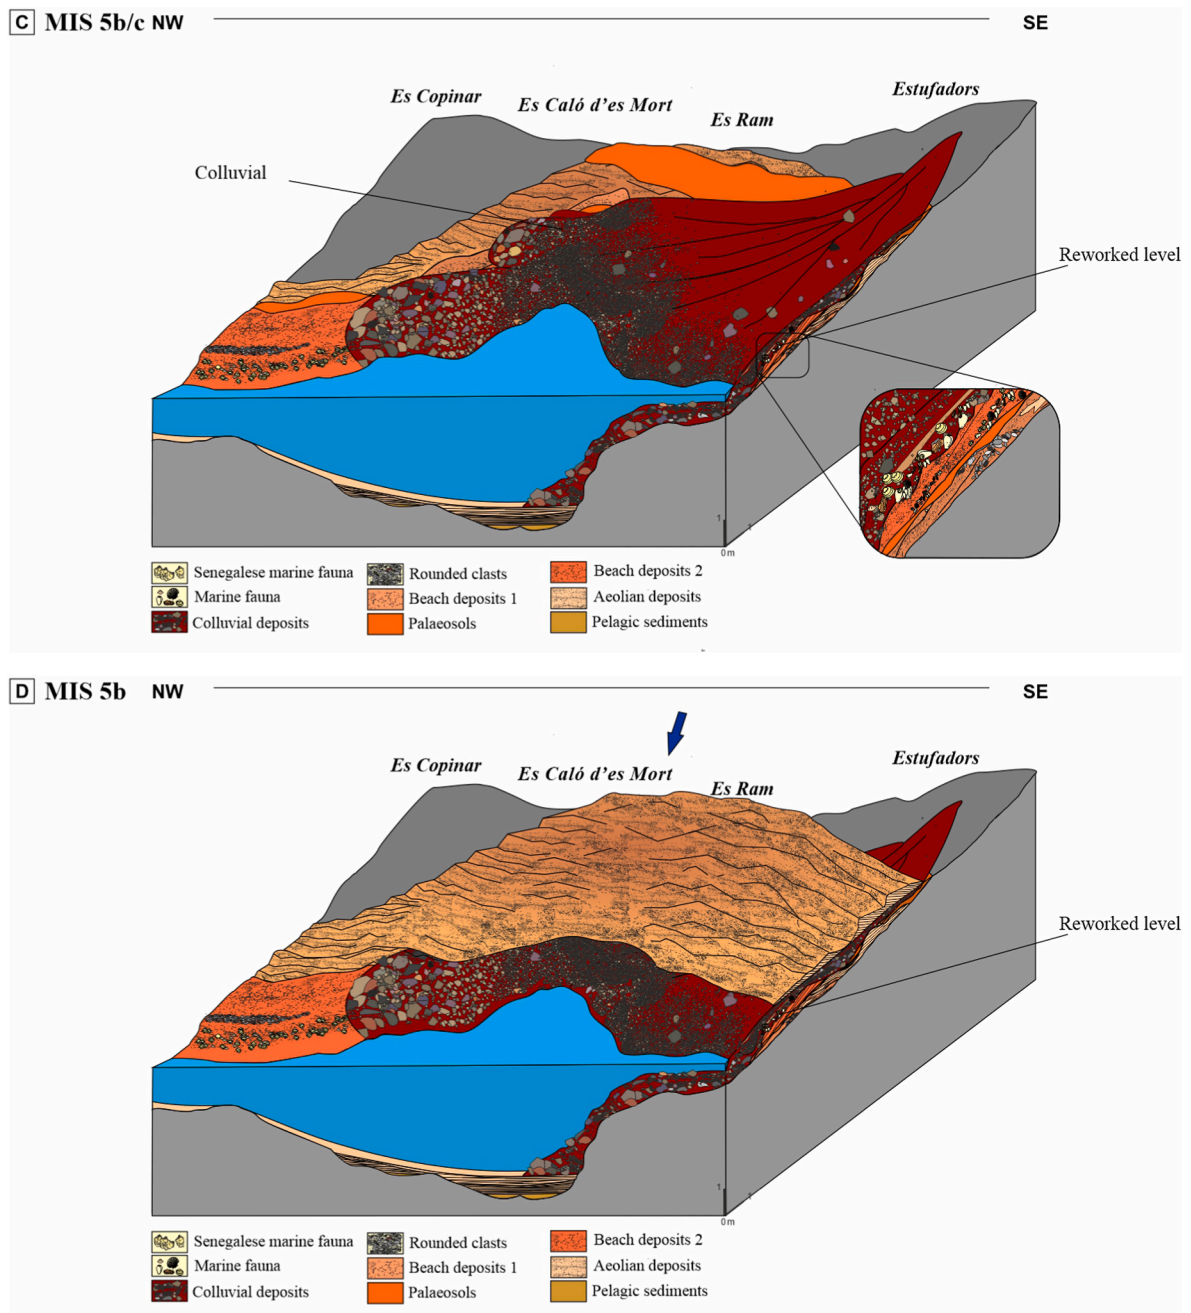 C MIS 5b/c NW SE
Es Copinar Es Caló d'es Mort Es Ram Estufadors
Colluvial
Reworked level
1 1
0m
Senegalese marine fauna Rounded clasts Beach deposits 2
Marine fauna Beach deposits 1 Aeolian deposits
Colluvial deposits Palaeosols Pelagic sediments
D MIS 5b NW SE
Es Copinar Es Caló d'es Mort Es Ram Estufadors
Reworked level
1 1
0m
Senegalese marine fauna Rounded clasts Beach deposits 2
Marine fauna Beach deposits 1 Aeolian deposits
Colluvial deposits Palaeosols Pelagic sediments